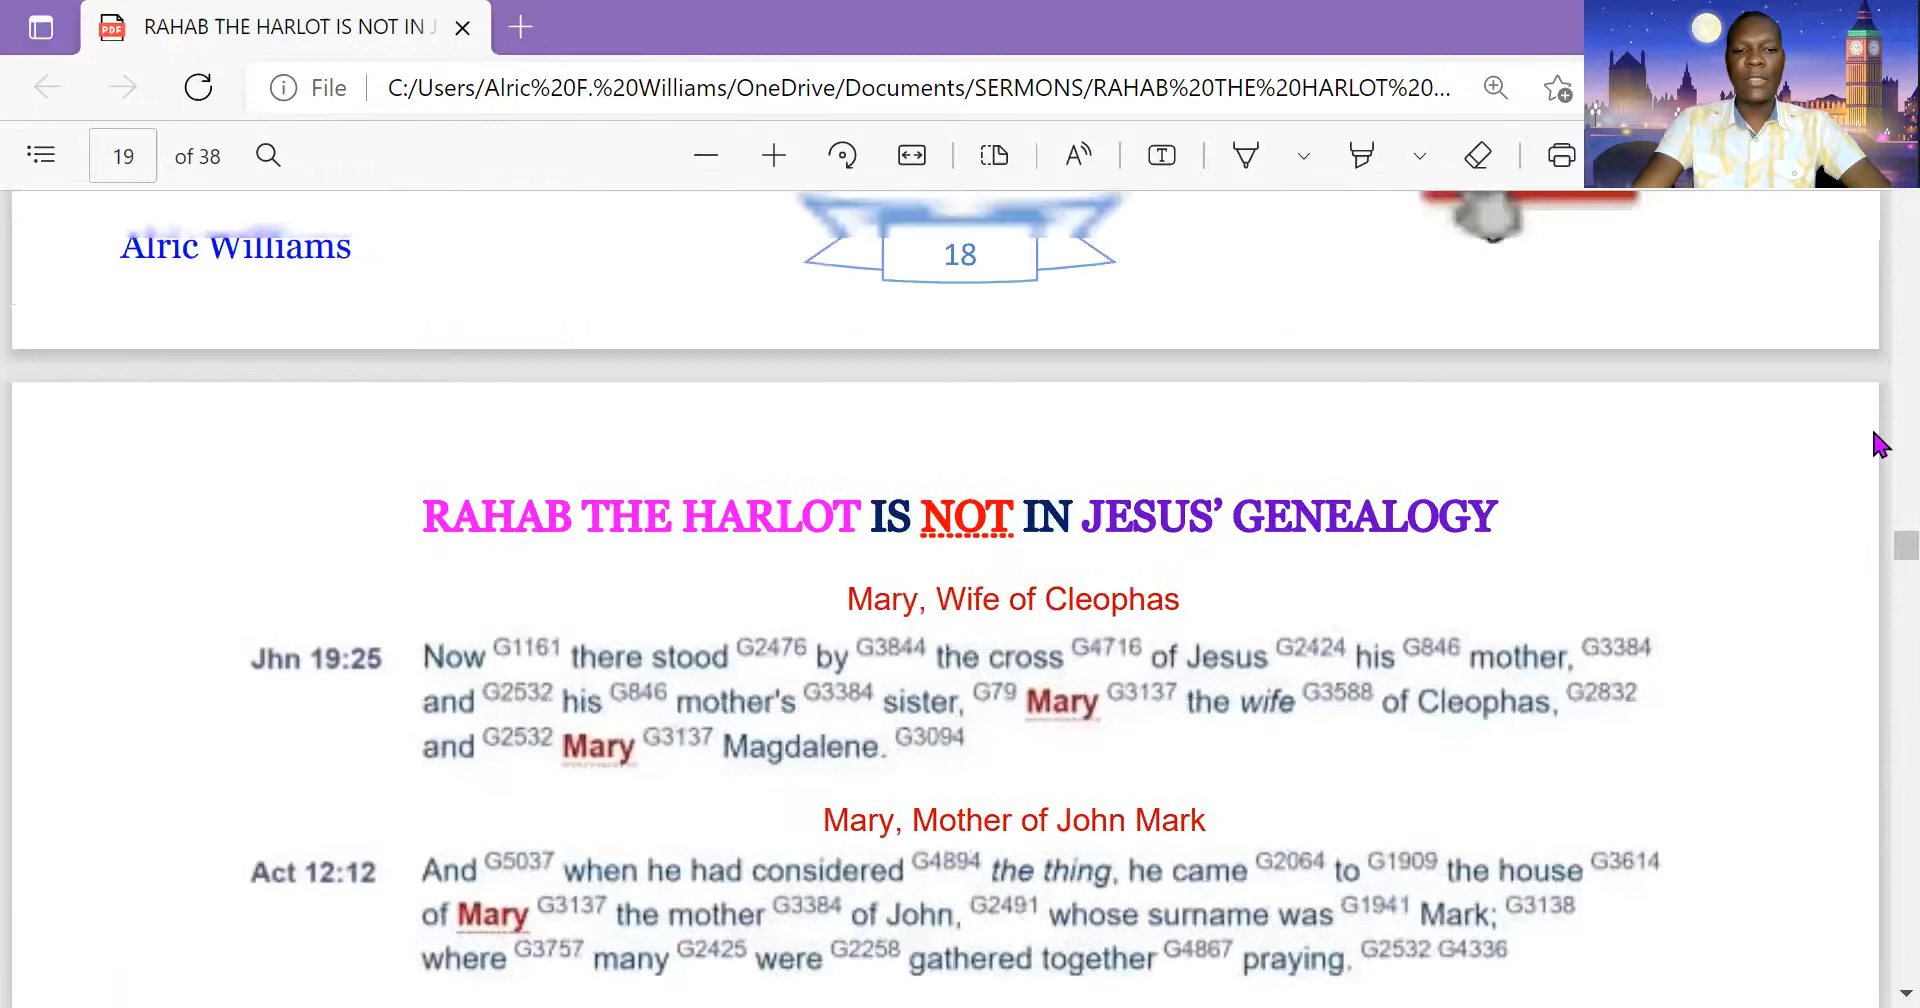 RAHAB THE HARLOT IS NOT IN J
File
C:/Users/Alric%20F.%20Williams/OneDrive/Documents/SERMONS/RAHAB%20THE%20HARLOT%20...
19 of 38
Alric Williams
18
RAHAB THE HARLOT IS NOT IN JESUS’ GENEALOGY
Mary, Wife of Cleophas
Jhn 19:25 Now G1161 there stood G2476 by G3844 the cross G4716 of Jesus G2424 his G846 mother, G3384
and G2532 his G846 mother's G3384 sister, G79 Mary G3137 the wife G3588 of Cleophas, G2832
and G2532 Mary G3137 Magdalene. G3094
Mary, Mother of John Mark
Act 12:12 And G5037 when he had considered G4894 the thing, he came G2064 to G1909 the house G3614
of Mary G3137 the mother G3384 of John, G2491 whose surname was G1941 Mark; G3138
where G3757 many G2425 were G2258 gathered together G4867 praying. G2532 G4336